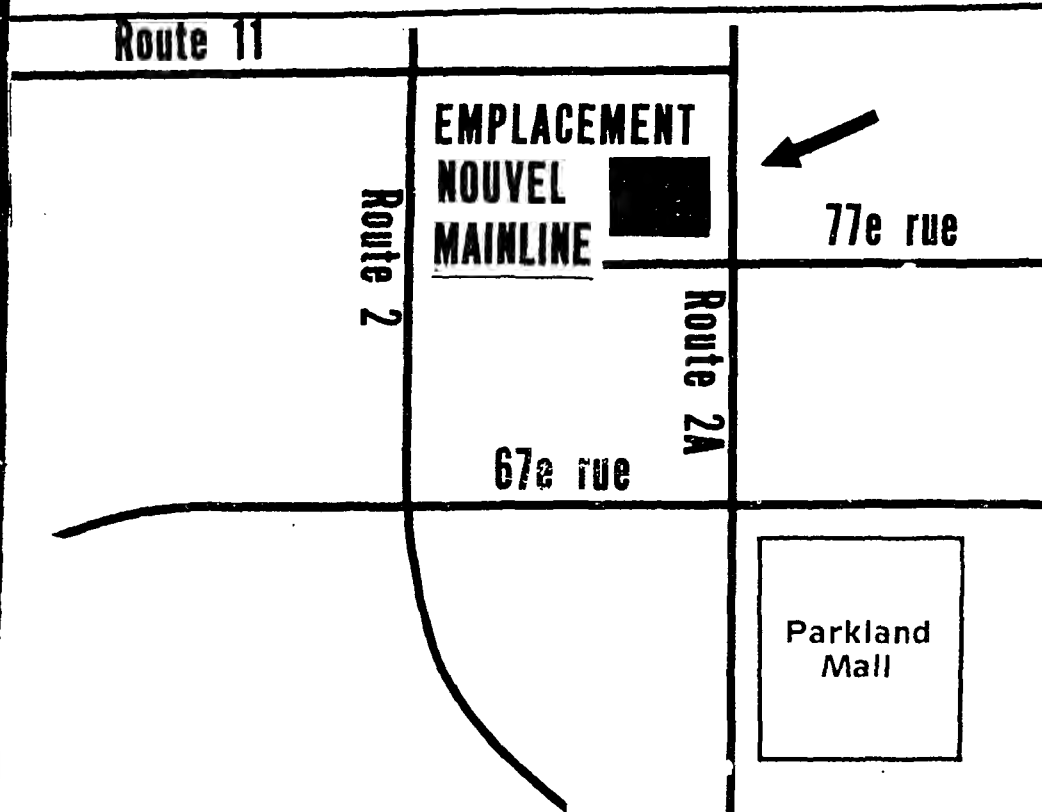 Route 11
EMPLACEMENT
NOUVEL
MAINLINE
Route 2
77e rue
Route 2A
67e rue
Parkland
Mall